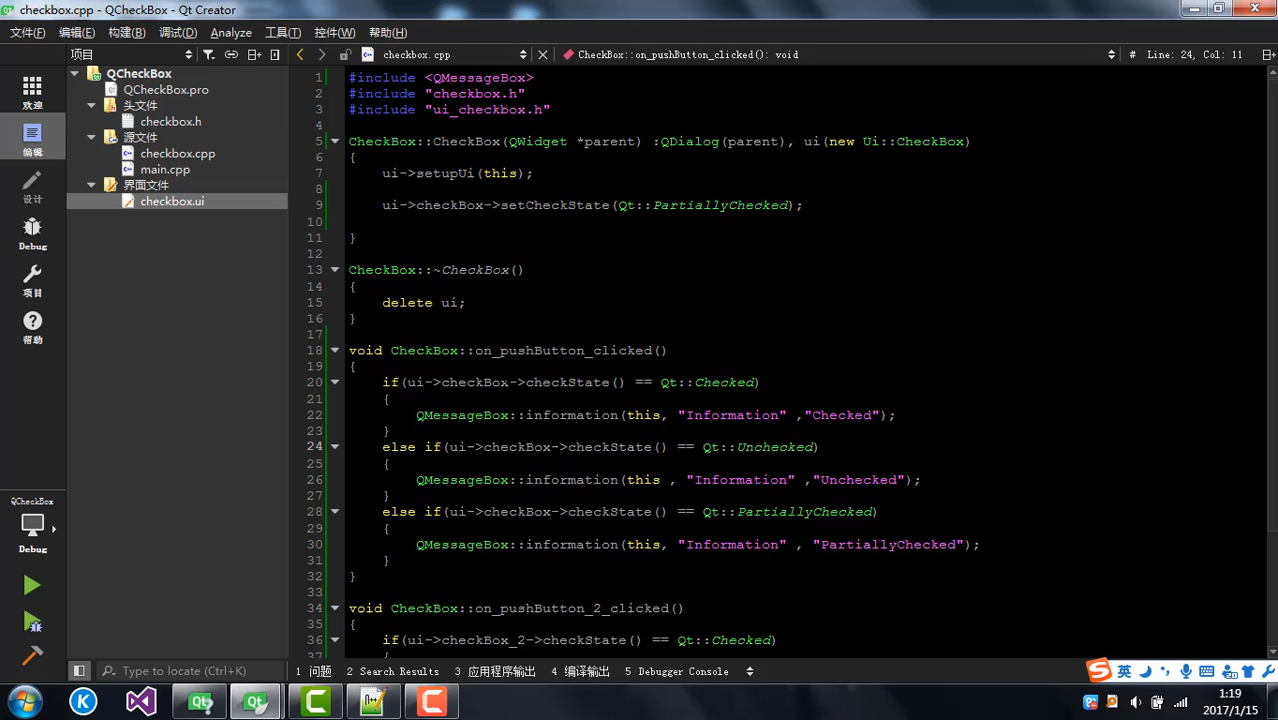 checkbox.cpp - QCheckBox - Qt Creator
文件(F) 编辑(E) 构建(B) 调试(D) Analyze 工具(T) 控件(W) 帮助(H)
项目 checkbox.cpp CheckBox::on_pushButton_clicked(): void # Line: 24, Col: 11
欢迎
编辑
设计
Debug
项目
帮助
QCheckBox
Debug
QCheckBox
QCheckBox.pro
头文件
checkbox.h
源文件
checkbox.cpp
main.cpp
界面文件
checkbox.ui
1 #include <QMessageBox>
2 #include "checkbox.h"
3 #include "ui_checkbox.h"
4
5 CheckBox::CheckBox(QWidget *parent) :QDialog(parent), ui(new Ui::CheckBox)
6 {
7 ui->setupUi(this);
8
9 ui->checkBox->setCheckState(Qt::PartiallyChecked);
10
11 }
12
13 CheckBox::~CheckBox()
14 {
15 delete ui;
16 }
17
18 void CheckBox::on_pushButton_clicked()
19 {
20 if(ui->checkBox->checkState() == Qt::Checked)
21 {
22 QMessageBox::information(this, "Information" ,"Checked");
23 }
24 else if(ui->checkBox->checkState() == Qt::Unchecked)
25 {
26 QMessageBox::information(this , "Information" ,"Unchecked");
27 }
28 else if(ui->checkBox->checkState() == Qt::PartiallyChecked)
29 {
30 QMessageBox::information(this, "Information" , "PartiallyChecked");
31 }
32 }
33
34 void CheckBox::on_pushButton_2_clicked()
35 {
36 if(ui->checkBox_2->checkState() == Qt::Checked)
37 {
Type to locate (Ctrl+K) 1 问题 2 Search Results 3 应用程序输出 4 编译输出 5 Debugger Console
英
1:19
2017/1/15